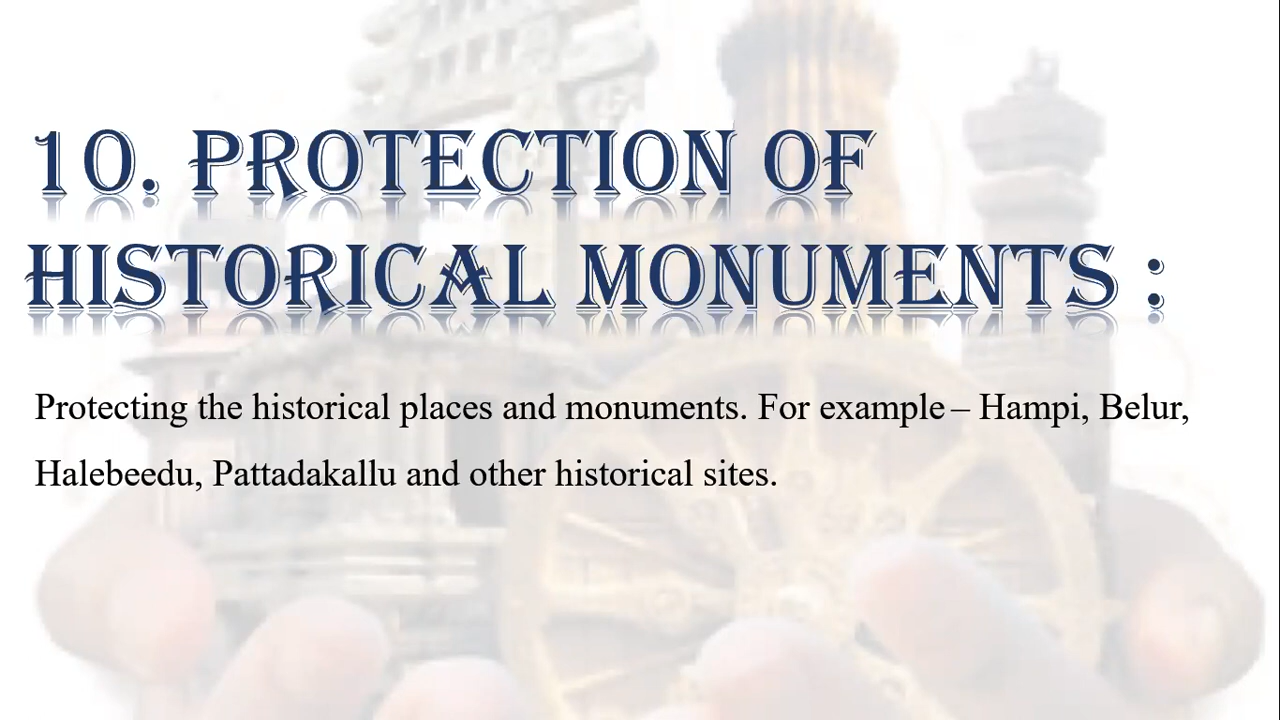 10. PROTECTION OF
HISTORICAL MONUMENTS :
Protecting the historical places and monuments. For example – Hampi, Belur,
Halebeedu, Pattadakallu and other historical sites.